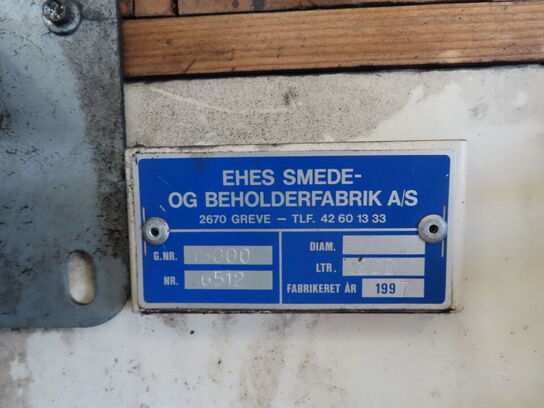 EHES SMEDE-
OG BEHOLDERFABRIK A/S
2670 GREVE – TLF. 42 60 13 33
G.NR.
NR. 6512
DIAM.
LTR.
FABRIKERET ÅR 1997